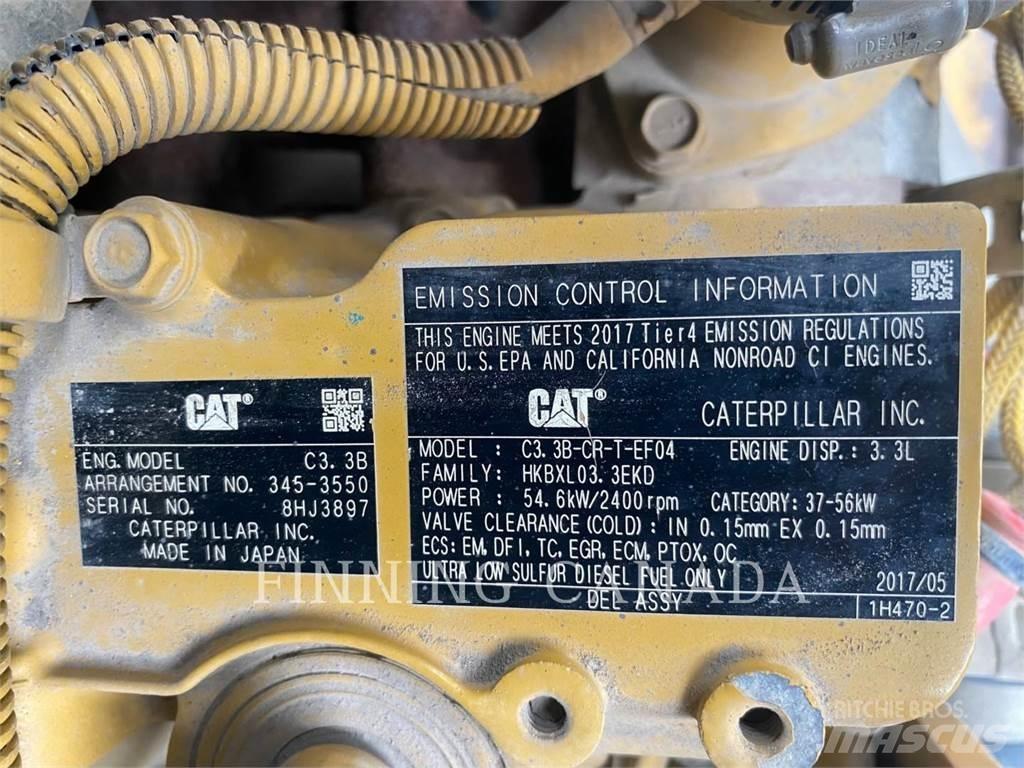 IDEAL
EMISSION CONTROL INFORMATION
THIS ENGINE MEETS 2017 Tier4 EMISSION REGULATIONS
FOR U.S. EPA AND CALIFORNIA NONROAD CI ENGINES.
CAT®
CATERPILLAR INC.
MODEL : C3.3B-CR-T-EF04 ENGINE DISP.: 3.3L
FAMILY: HKBXL03.3EKD
POWER : 54.6kW/2400rpm CATEGORY: 37-56kW
VALVE CLEARANCE(COLD): IN 0.15mm EX 0.15mm
ECS: EM, DFI, TC, EGR, ECM, PTOX, OC
ULTRA LOW SULFUR DIESEL FUEL ONLY 2017/05
DEL ASSY 1H470-2
CAT®
ENG. MODEL C3.3B
ARRANGEMENT NO. 345-3550
SERIAL NO. 8HJ3897
CATERPILLAR INC.
MADE IN JAPAN
FINNING CANADA
RITCHIE BROS.
MASCUS